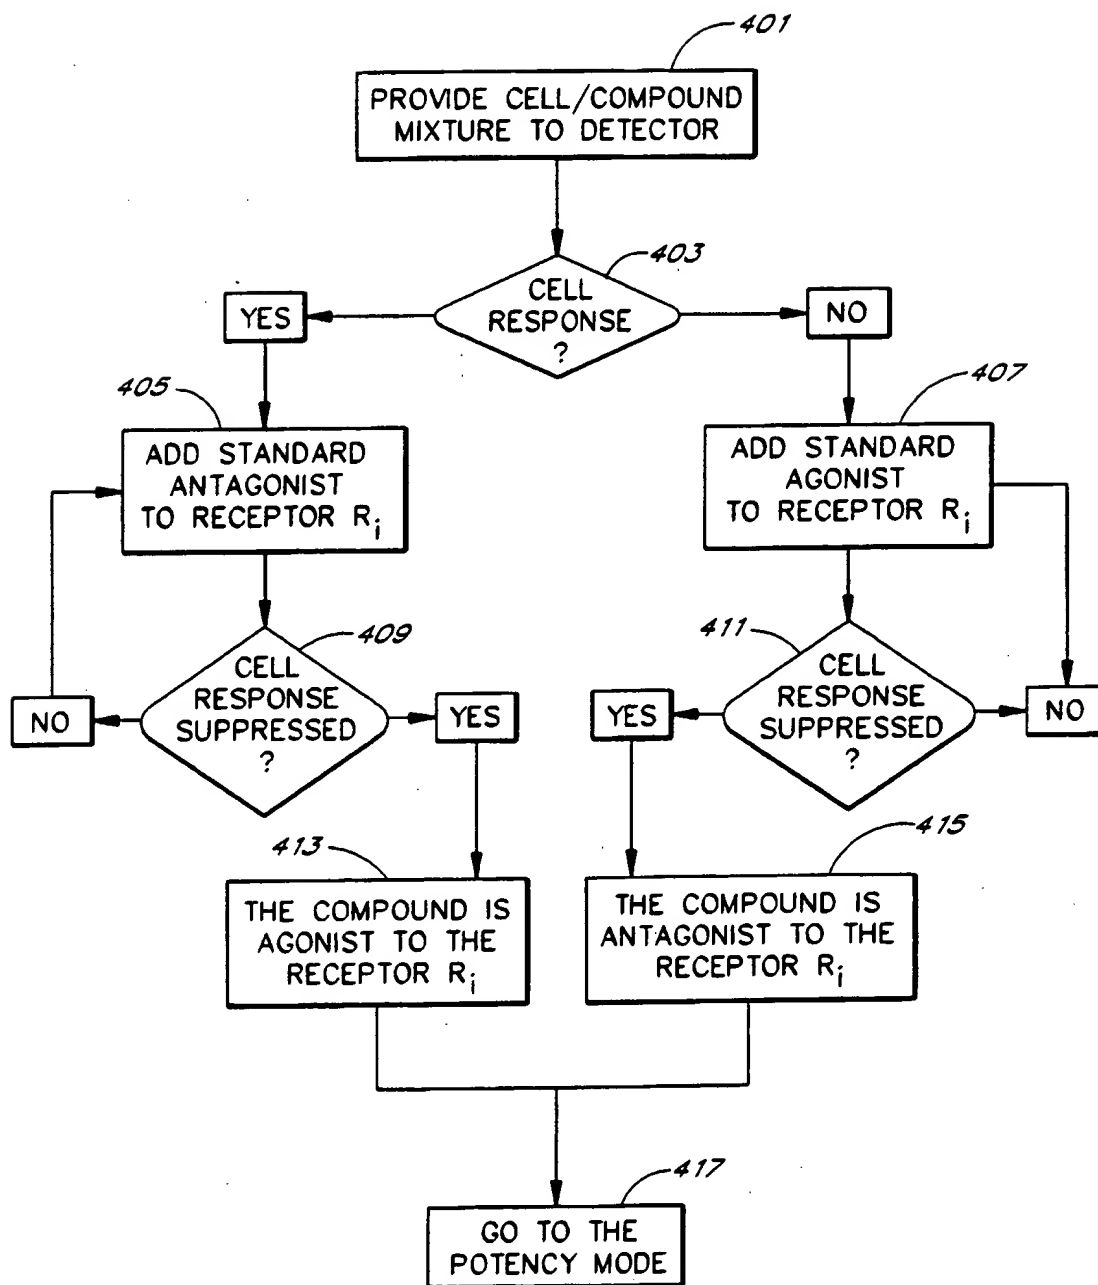 401
PROVIDE CELL/COMPOUND
MIXTURE TO DETECTOR
403
CELL
RESPONSE
?
YES
NO
405
ADD STANDARD
ANTAGONIST
TO RECEPTOR Ri
407
ADD STANDARD
AGONIST
TO RECEPTOR Ri
409
CELL
RESPONSE
SUPPRESSED
?
NO
YES
411
CELL
RESPONSE
SUPPRESSED
?
YES
NO
413
THE COMPOUND IS
AGONIST TO THE
RECEPTOR Ri
415
THE COMPOUND IS
ANTAGONIST TO THE
RECEPTOR Ri
417
GO TO THE
POTENCY MODE